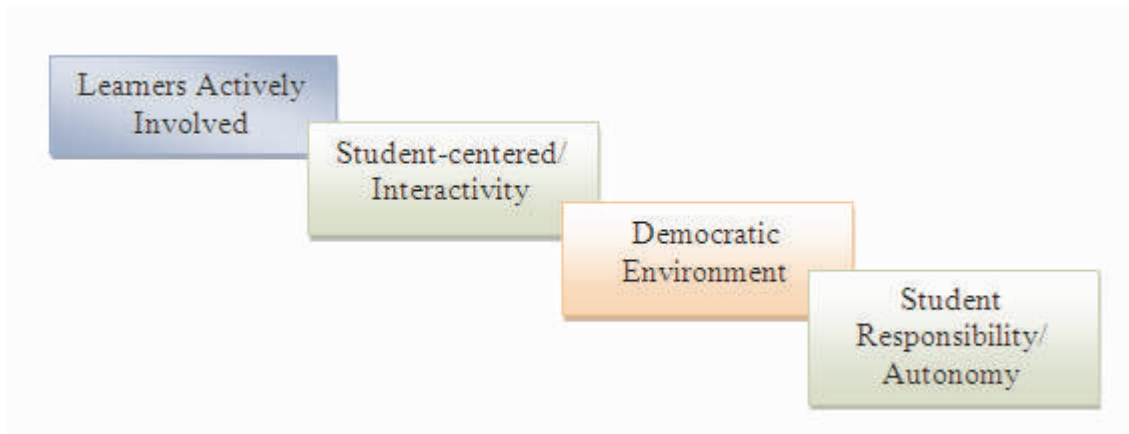 Learners Actively
Involved
Student-centered/
Interactivity
Democratic
Environment
Student
Responsibility/
Autonomy